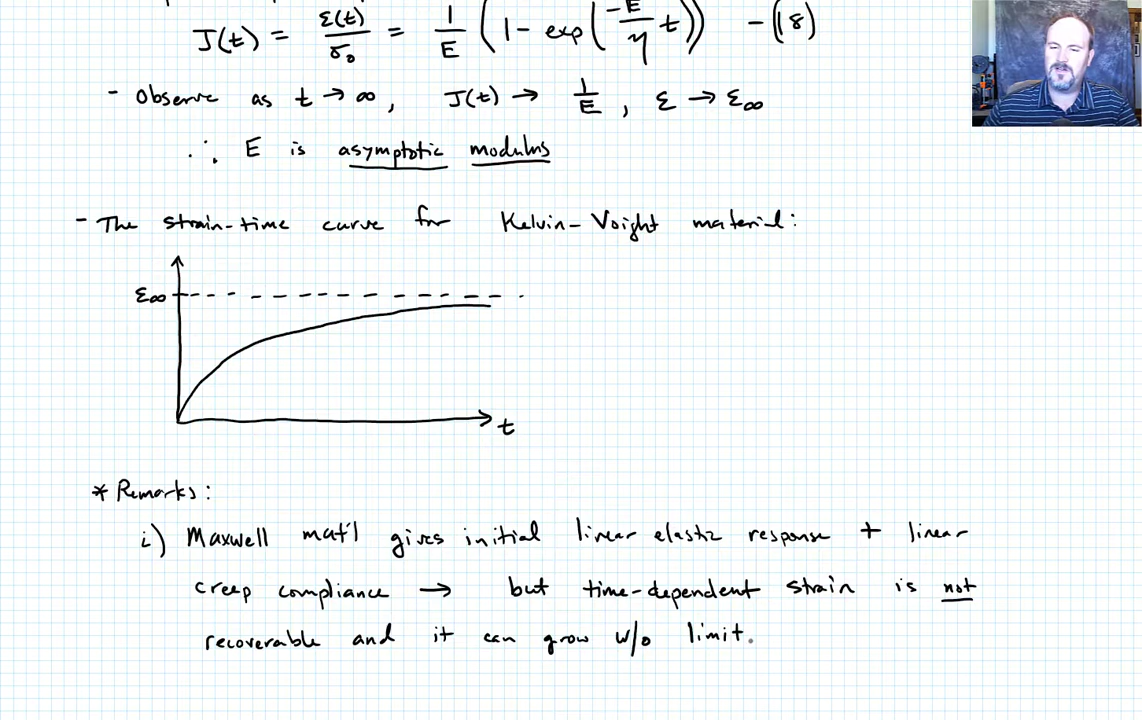 J(t) = ε(t)/σ₀ = 1/E (1 - exp(-E/η t)) - (18)
- Observe as t → ∞, J(t) → 1/E, ε → ε∞
∴ E is asymptotic modulus
- The strain-time curve for Kelvin-Voight material:
ε∞
t
* Remarks:
i) Maxwell mat'l gives initial linear elastic response + linear
creep compliance → but time-dependent strain is not
recoverable and it can grow w/o limit.